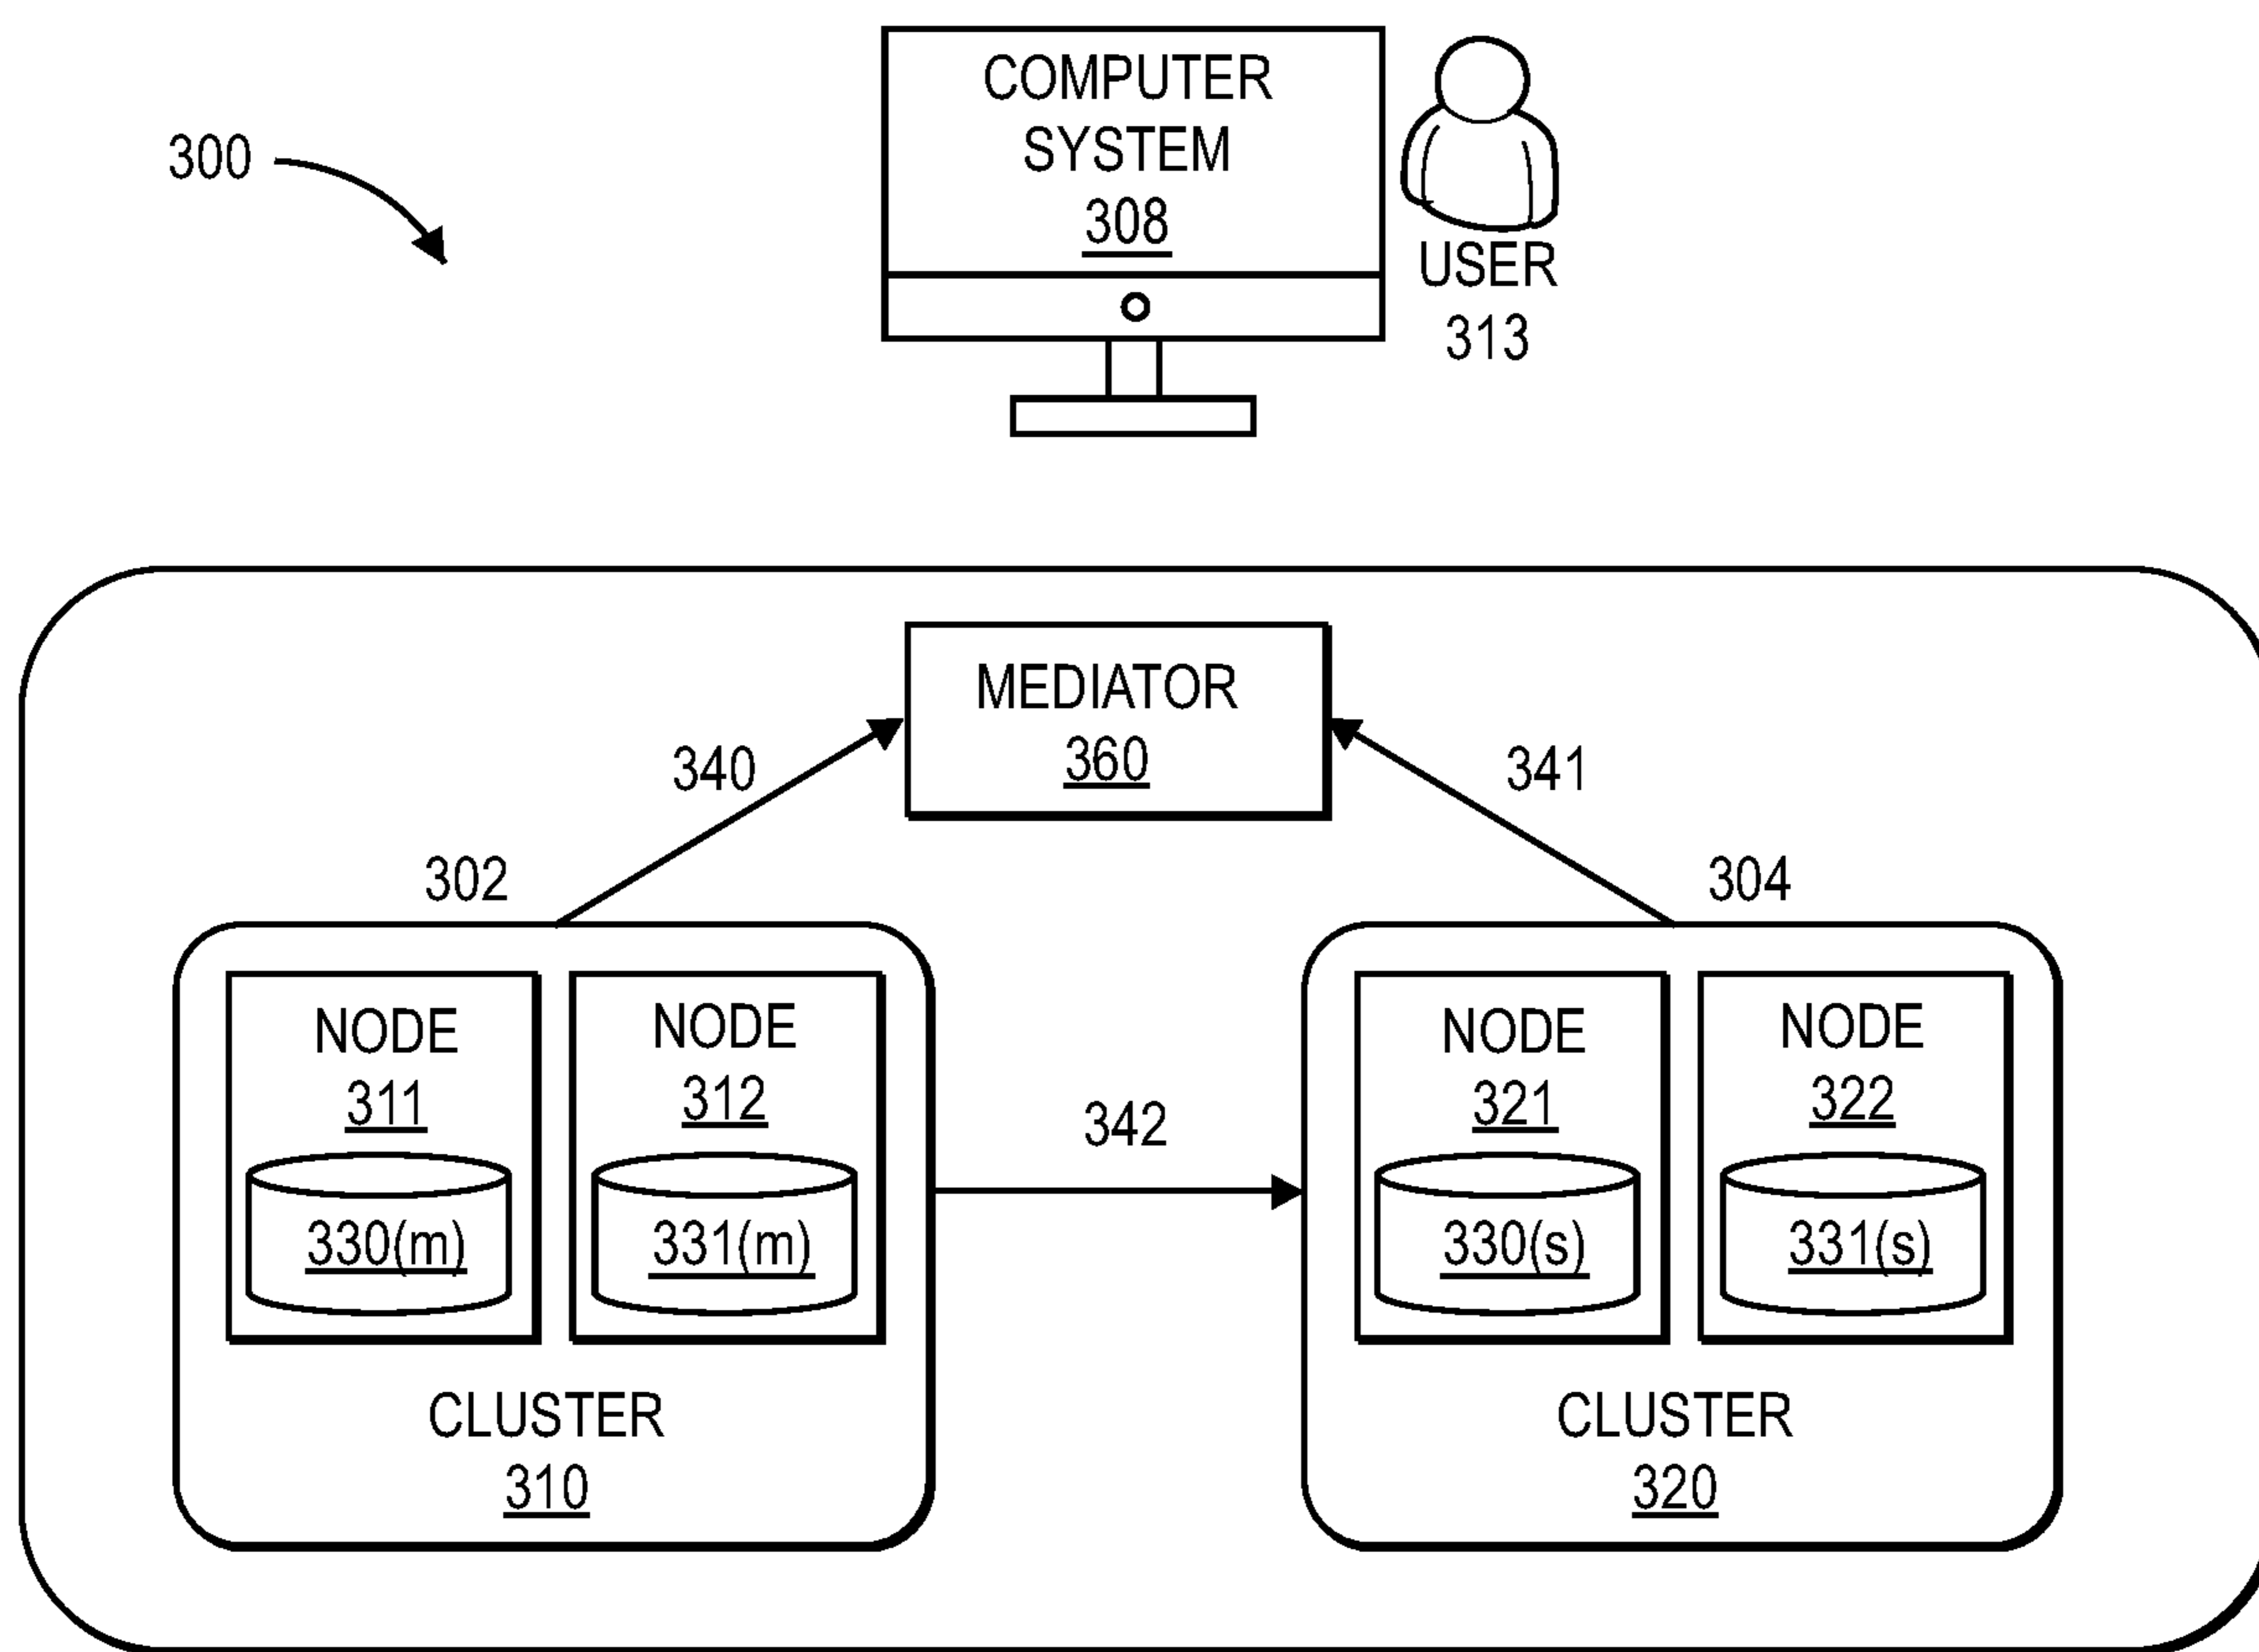 COMPUTER
SYSTEM
308
300
USER
313
MEDIATOR
360
340
341
302
304
NODE
311
330(m)
NODE
312
331(m)
CLUSTER
310
342
NODE
321
330(s)
NODE
322
331(s)
CLUSTER
320